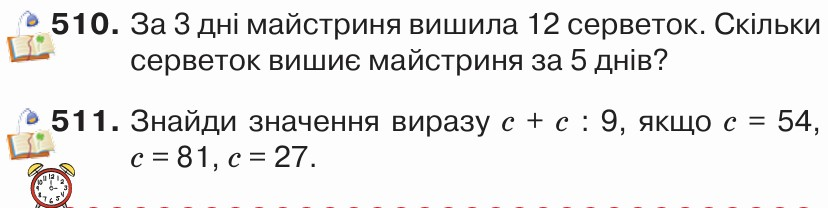 510. За 3 дні майстриня вишила 12 серветок. Скільки
серветок вишиє майстриня за 5 днів?
511. Знайди значення виразу c + c : 9, якщо c = 54,
c = 81, c = 27.